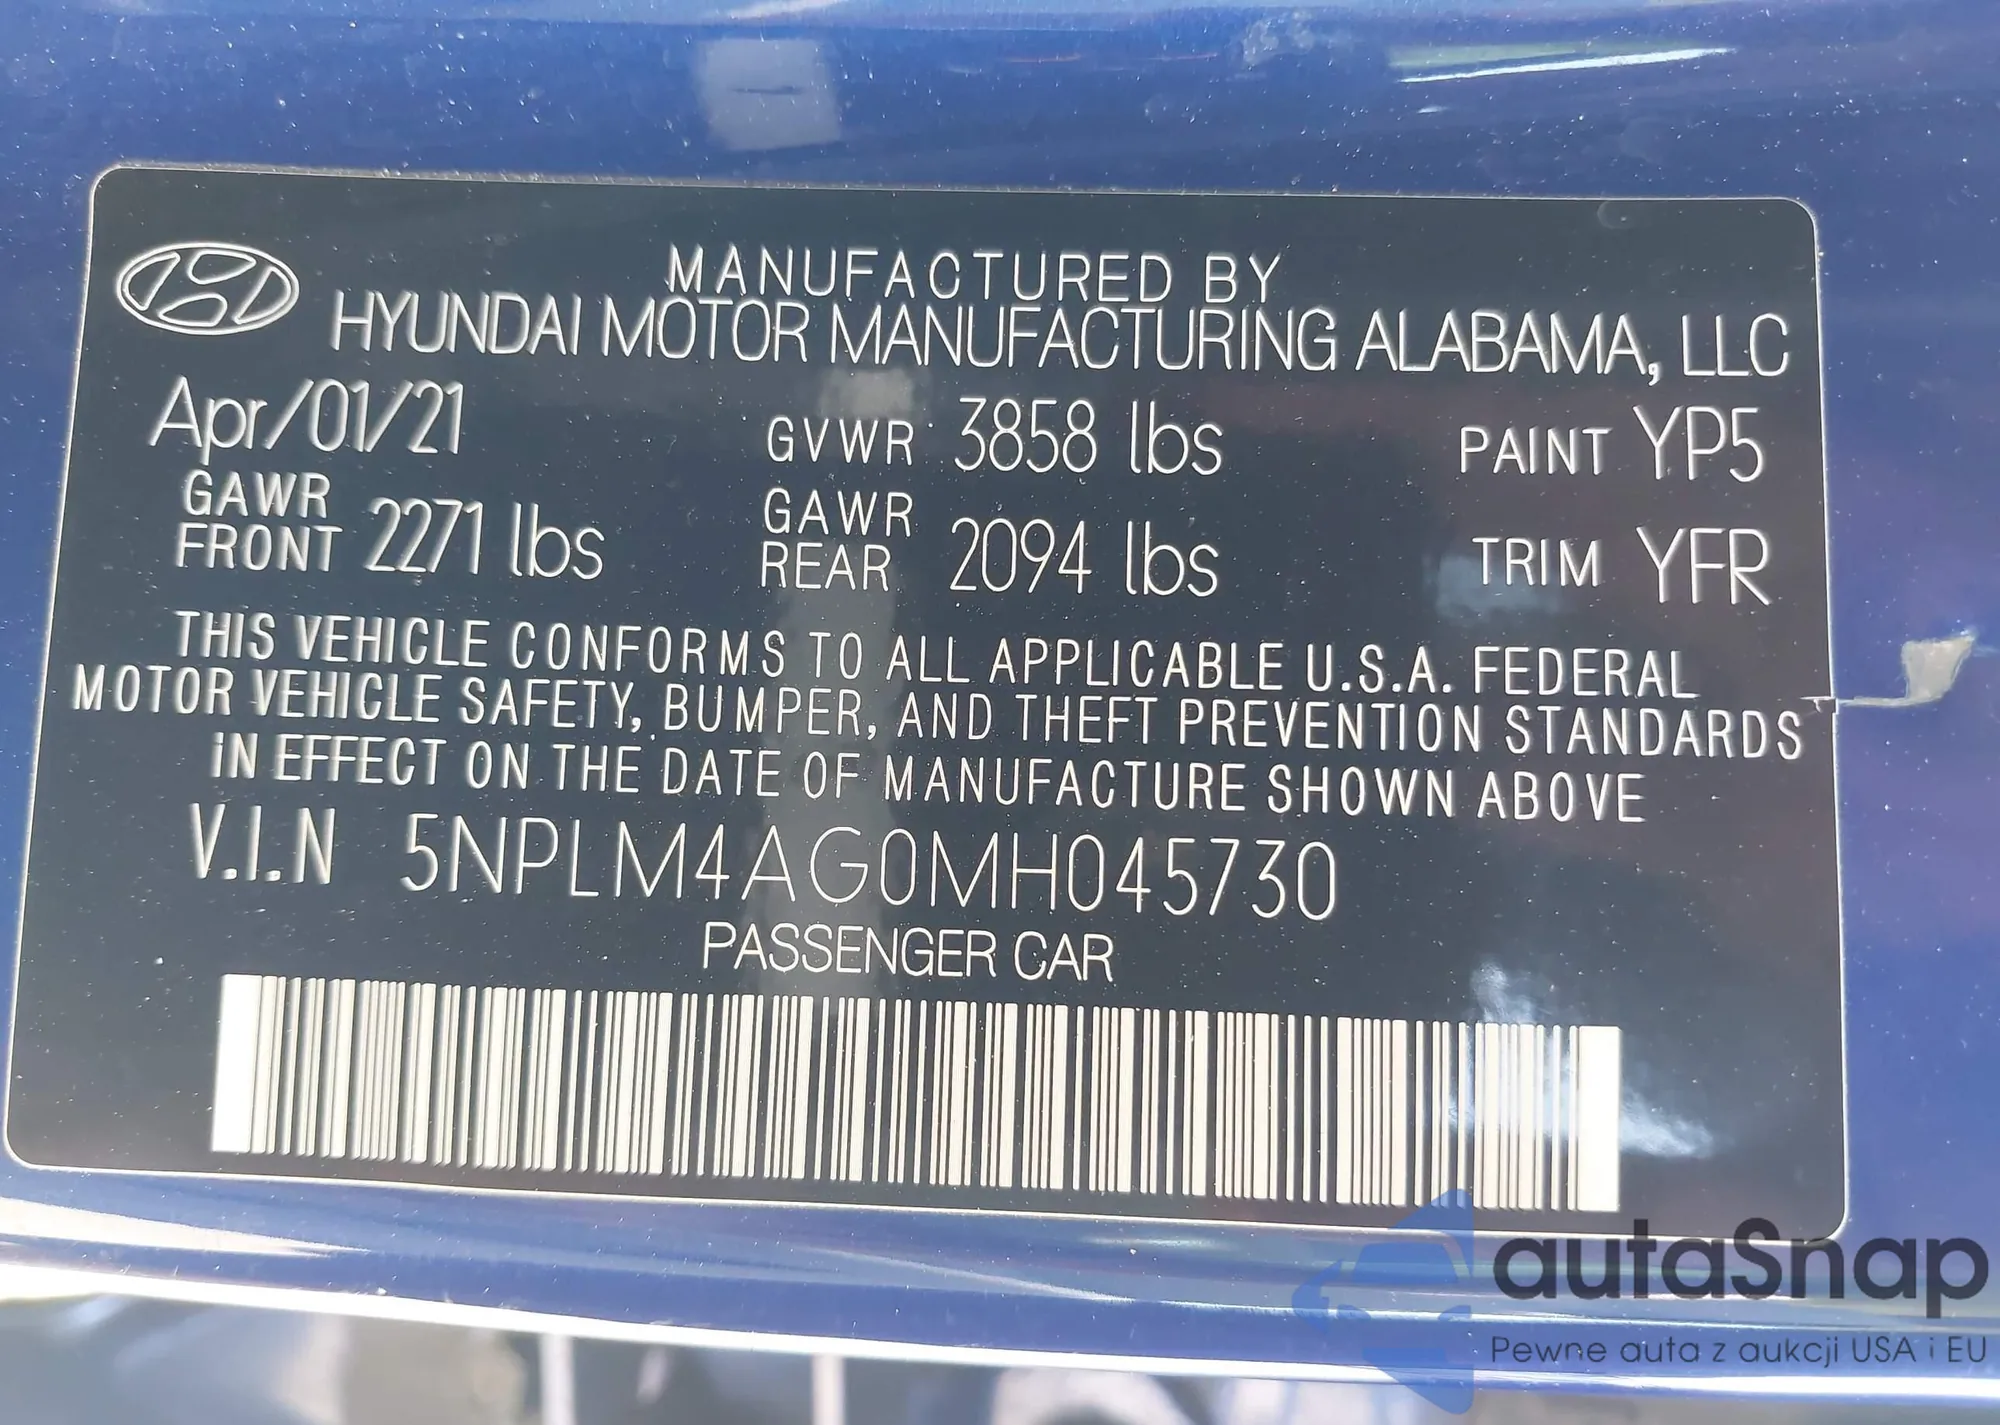 MANUFACTURED BY
HYUNDAI MOTOR MANUFACTURING ALABAMA, LLC
Apr/01/21 GVWR 3858 lbs PAINT YP5
GAWR FRONT 2271 lbs GAWR REAR 2094 lbs TRIM YFR
THIS VEHICLE CONFORMS TO ALL APPLICABLE U.S.A. FEDERAL
MOTOR VEHICLE SAFETY, BUMPER, AND THEFT PREVENTION STANDARDS
IN EFFECT ON THE DATE OF MANUFACTURE SHOWN ABOVE
V.I.N 5NPLM4AG0MH045730
PASSENGER CAR
autaSnap
Pewne auta z aukcji USA i EU